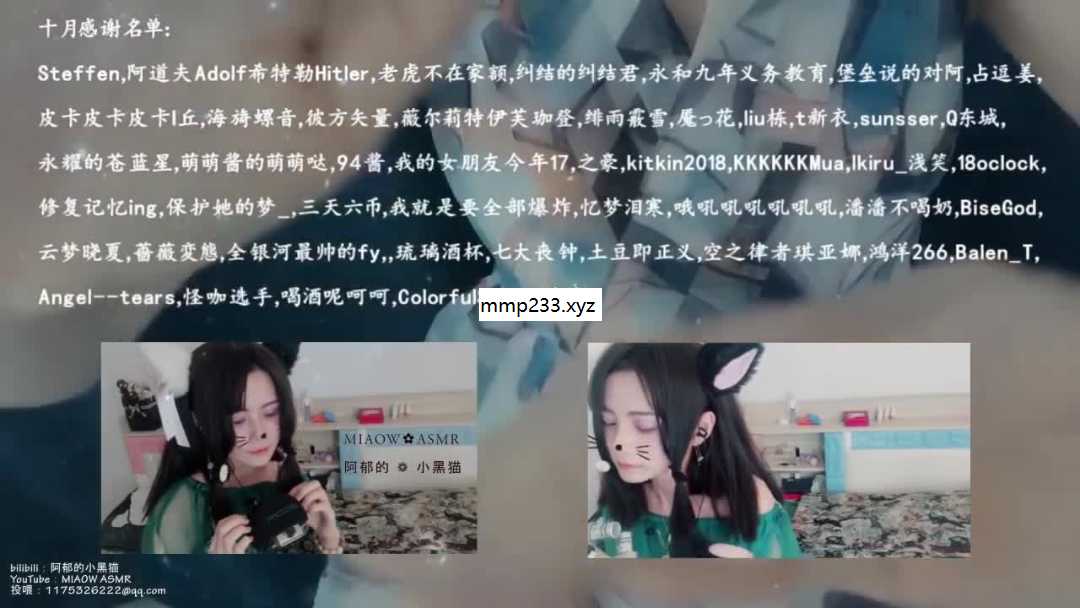 十月感谢名单:
Steffen,阿道夫Adolf希特勒Hitler,老虎不在家额,纠结的纠结君,永和九年义务教育,堡垒说的对阿,占逗姜,
皮卡皮卡皮卡I丘,海旖螺音,彼方矢量,薇尔莉特伊芙珈登,绯雨霰雪,魇っ花,liu栋,t新衣,sunsser,Q东城,
永耀的苍蓝星,萌萌酱的萌萌哒,94酱,我的女朋友今年17,之豪,kitkin2018,KKKKKKMua,Ikiru_浅笑,18oclock,
修复记忆ing,保护她的梦_,三天六币,我就是要全部爆炸,忆梦泪寒,哦吼吼吼吼吼吼,潘潘不喝奶,BiseGod,
云梦晓夏,蔷薇変態,全银河最帅的fy,,琉璃酒杯,七大丧钟,土豆即正义,空之律者琪亚娜,鸿洋266,Balen_T,
Angel--tears,怪咖选手,喝酒呢呵呵,Colorful
mmp233.xyz
MIAOW✿ASMR
阿郁的 ❁ 小黑猫
bilibili：阿郁的小黑猫
YouTube：MIAOW ASMR
投喂：1175326222@qq.com